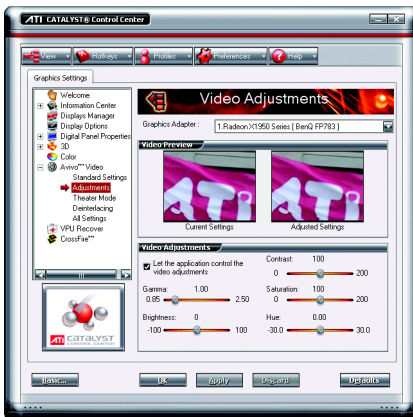 ATI CATALYST® Control Center
View
Hotkeys
Profiles
Preferences
Help
Graphics Settings
Welcome
Information Center
Displays Manager
Display Options
Digital Panel Properties
3D
Color
Avivo™ Video
Standard Settings
Adjustments
Theater Mode
Deinterlacing
All Settings
VPU Recover
CrossFire™
ATI CATALYST
CONTROL CENTER
Video Adjustments
Graphics Adapter :
1.Radeon X1950 Series [ BenQ FP783 ]
Video Preview
ATi
ATi
Current Settings
Adjusted Settings
Video Adjustments
Let the application control the
video adjustments
Contrast: 100
0 200
Gamma: 1.00
0.85 2.50
Saturation: 100
0 200
Brightness: 0
-100 100
Hue: 0.00
-30.0 30.0
Basic...
OK
Apply
Discard
Defaults